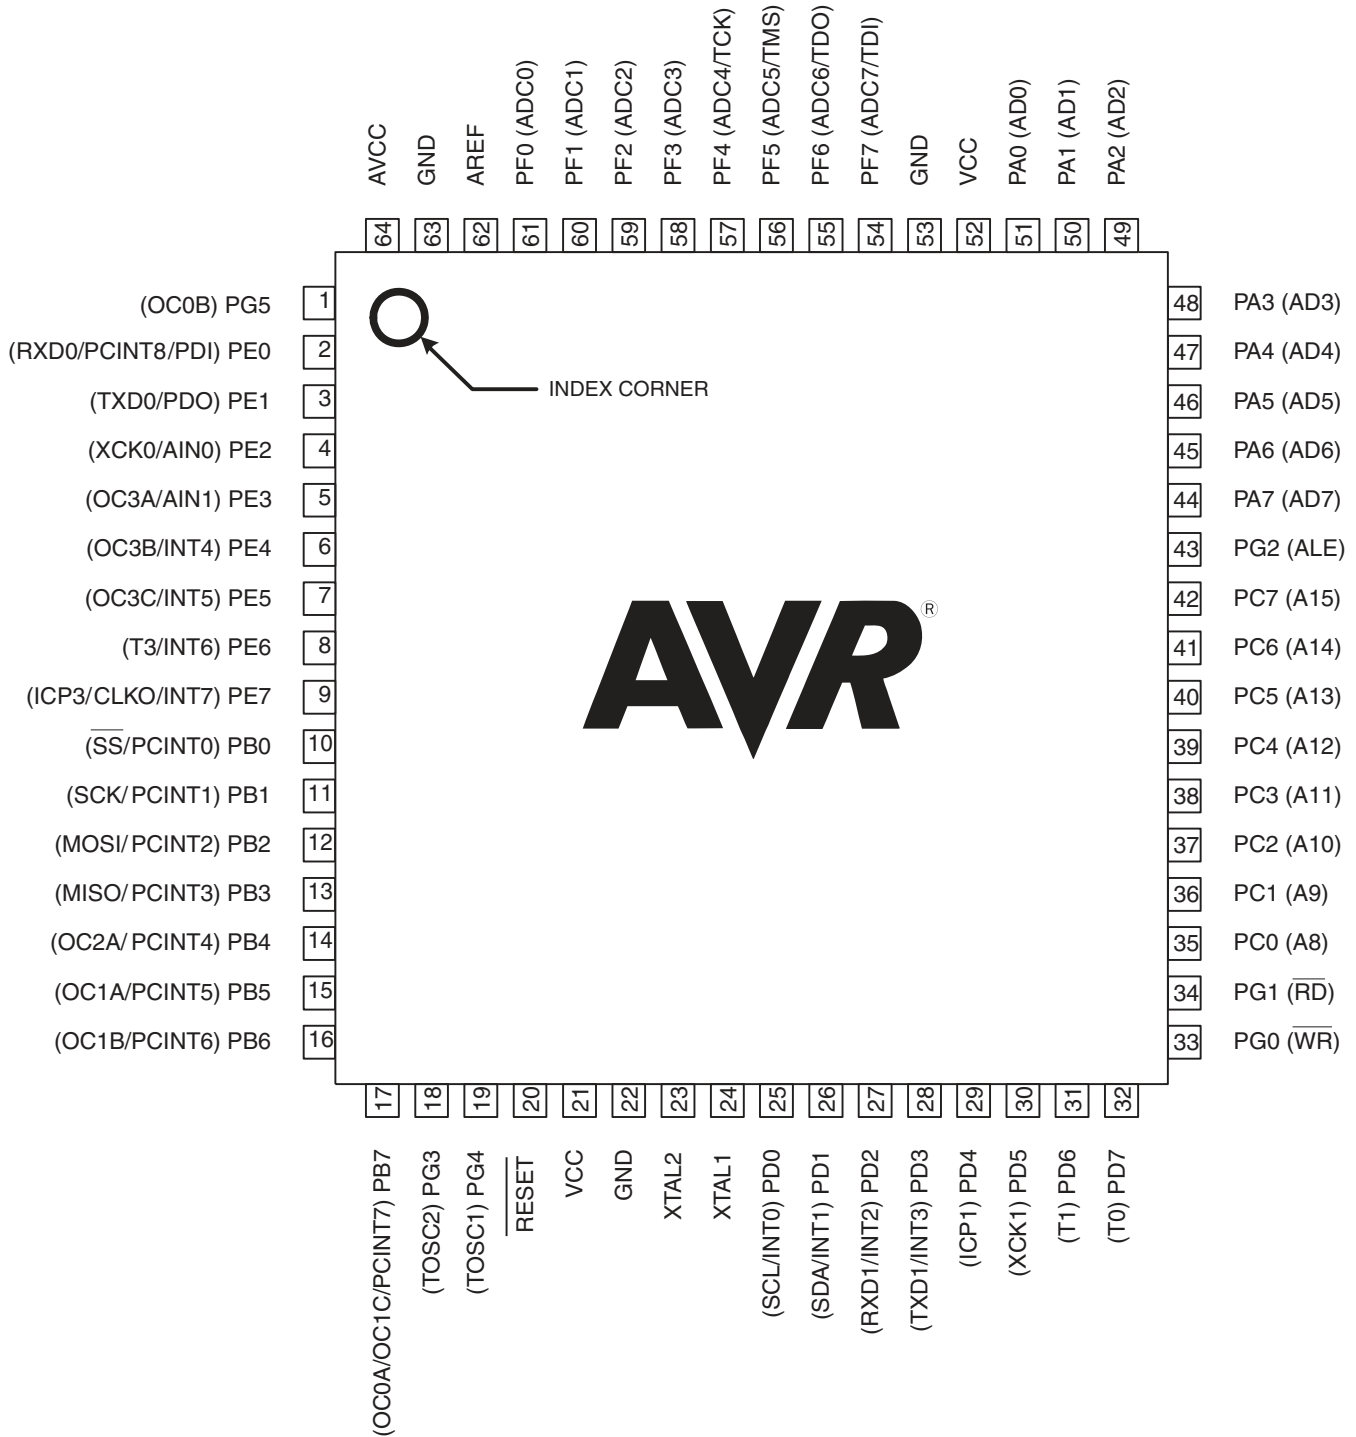 AVCC
GND
AREF
PF0 (ADC0)
PF1 (ADC1)
PF2 (ADC2)
PF3 (ADC3)
PF4 (ADC4/TCK)
PF5 (ADC5/TMS)
PF6 (ADC6/TDO)
PF7 (ADC7/TDI)
GND
VCC
PA0 (AD0)
PA1 (AD1)
PA2 (AD2)
64
63
62
61
60
59
58
57
56
55
54
53
52
51
50
49
(OC0B) PG5 1
(RXD0/PCINT8/PDI) PE0 2
(TXD0/PDO) PE1 3
(XCK0/AIN0) PE2 4
(OC3A/AIN1) PE3 5
(OC3B/INT4) PE4 6
(OC3C/INT5) PE5 7
(T3/INT6) PE6 8
(ICP3/CLKO/INT7) PE7 9
(SS/PCINT0) PB0 10
(SCK/PCINT1) PB1 11
(MOSI/PCINT2) PB2 12
(MISO/PCINT3) PB3 13
(OC2A/PCINT4) PB4 14
(OC1A/PCINT5) PB5 15
(OC1B/PCINT6) PB6 16
INDEX CORNER
AVR®
48 PA3 (AD3)
47 PA4 (AD4)
46 PA5 (AD5)
45 PA6 (AD6)
44 PA7 (AD7)
43 PG2 (ALE)
42 PC7 (A15)
41 PC6 (A14)
40 PC5 (A13)
39 PC4 (A12)
38 PC3 (A11)
37 PC2 (A10)
36 PC1 (A9)
35 PC0 (A8)
34 PG1 (RD)
33 PG0 (WR)
17
18
19
20
21
22
23
24
25
26
27
28
29
30
31
32
(OC0A/OC1C/PCINT7) PB7
(TOSC2) PG3
(TOSC1) PG4
RESET
VCC
GND
XTAL2
XTAL1
(SCL/INT0) PD0
(SDA/INT1) PD1
(RXD1/INT2) PD2
(TXD1/INT3) PD3
(ICP1) PD4
(XCK1) PD5
(T1) PD6
(T0) PD7